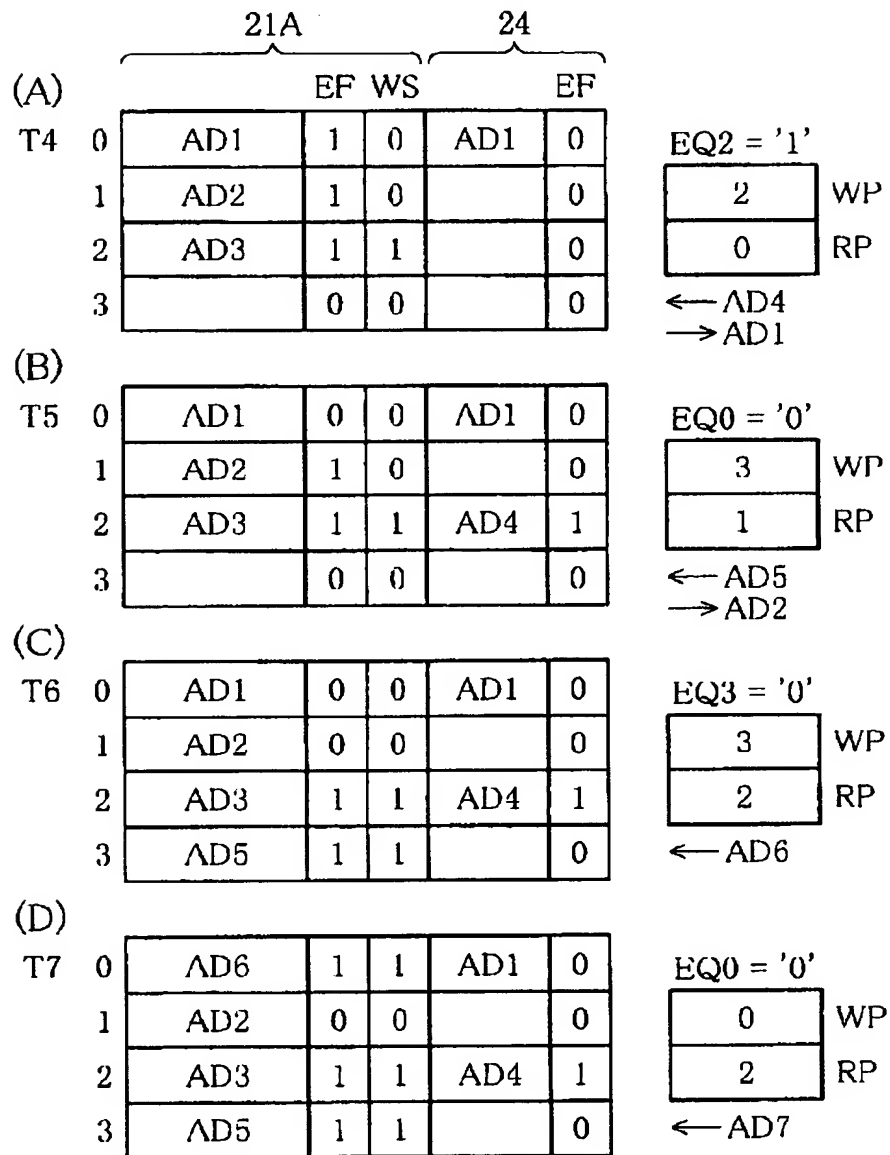 21A 24
EF WS EF
(A)
T4 0 AD1 1 0 AD1 0 EQ2 = '1'
1 AD2 1 0 0 2 WP
2 AD3 1 1 0 0 RP
3 0 0 0 ← AD4
→ AD1
(B)
T5 0 AD1 0 0 AD1 0 EQ0 = '0'
1 AD2 1 0 0 3 WP
2 AD3 1 1 AD4 1 1 RP
3 0 0 0 ← AD5
→ AD2
(C)
T6 0 AD1 0 0 AD1 0 EQ3 = '0'
1 AD2 0 0 0 3 WP
2 AD3 1 1 AD4 1 2 RP
3 AD5 1 1 0 ← AD6
(D)
T7 0 AD6 1 1 AD1 0 EQ0 = '0'
1 AD2 0 0 0 0 WP
2 AD3 1 1 AD4 1 2 RP
3 AD5 1 1 0 ← AD7